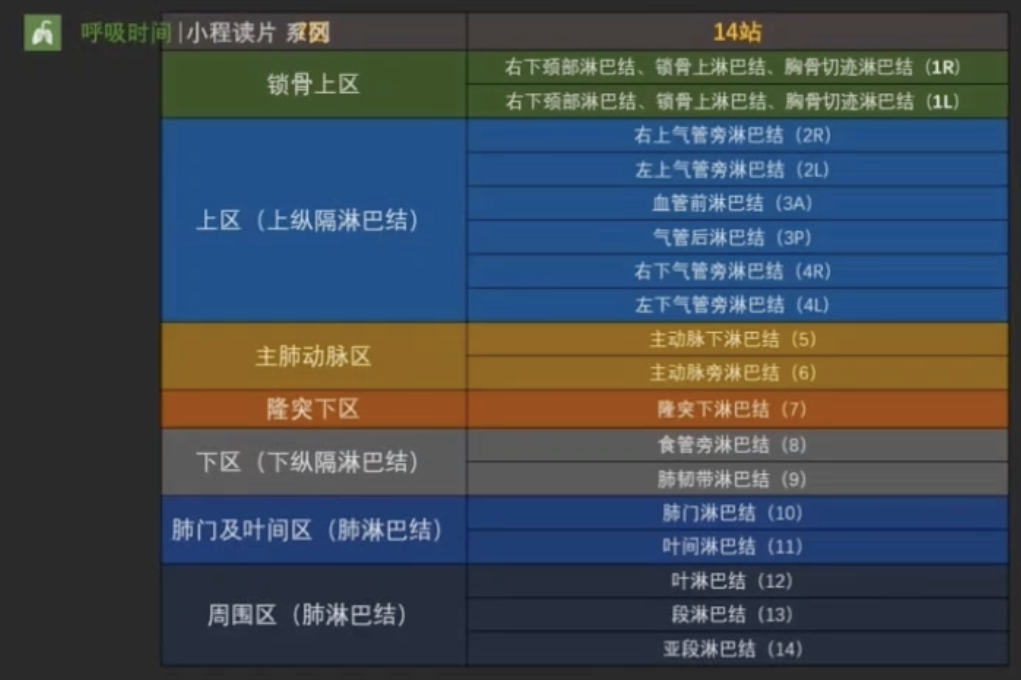 呼吸时间 |小程读片 系列
7区
14站
锁骨上区
右下颈部淋巴结、锁骨上淋巴结、胸骨切迹淋巴结（1R）
右下颈部淋巴结、锁骨上淋巴结、胸骨切迹淋巴结（1L）
上区（上纵隔淋巴结）
右上气管旁淋巴结（2R）
左上气管旁淋巴结（2L）
血管前淋巴结（3A）
气管后淋巴结（3P）
右下气管旁淋巴结（4R）
左下气管旁淋巴结（4L）
主肺动脉区
主动脉下淋巴结（5）
主动脉旁淋巴结（6）
隆突下区
隆突下淋巴结（7）
下区（下纵隔淋巴结）
食管旁淋巴结（8）
肺韧带淋巴结（9）
肺门及叶间区（肺淋巴结）
肺门淋巴结（10）
叶间淋巴结（11）
周围区（肺淋巴结）
叶淋巴结（12）
段淋巴结（13）
亚段淋巴结（14）